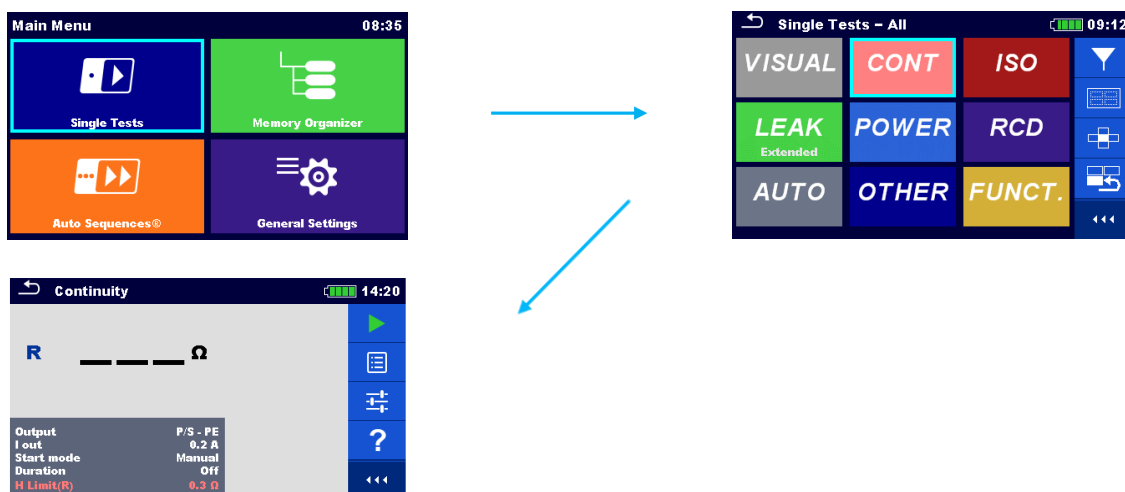 Main Menu 08:35
Single Tests
Memory Organizer
Auto Sequences®
General Settings
Single Tests – All 09:12
VISUAL CONT ISO
LEAK POWER RCD
Extended
AUTO OTHER FUNCT.
Continuity 14:20
R ___ Ω
?
Output P/S - PE
I out 0.2 A
Start mode Manual
Duration Off
H Limit(R) 0.3 Ω